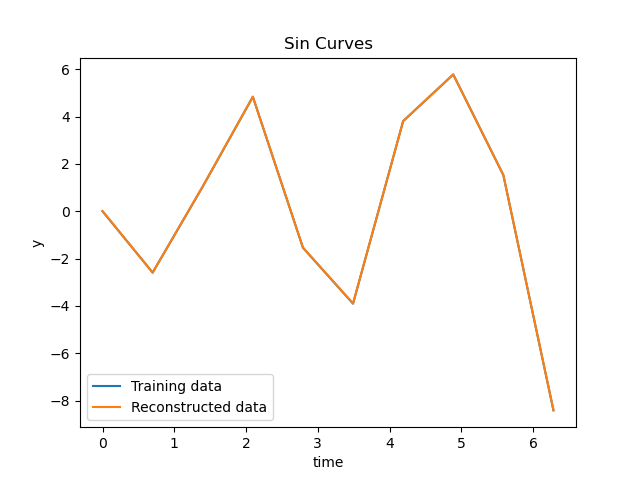 Sin Curves
6
4
2
0
−2
−4
−6
−8
y
Training data
Reconstructed data
0 1 2 3 4 5 6
time